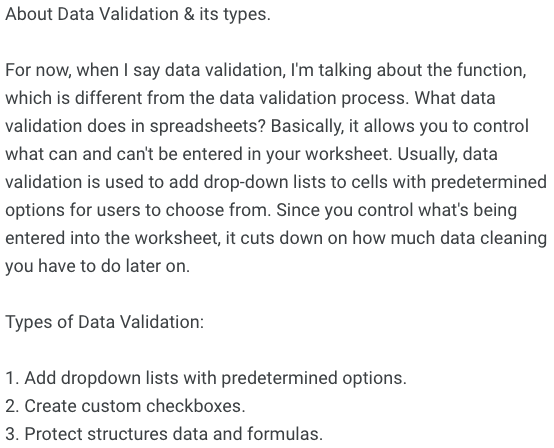 About Data Validation & its types.
For now, when I say data validation, I'm talking about the function,
which is different from the data validation process. What data
validation does in spreadsheets? Basically, it allows you to control
what can and can't be entered in your worksheet. Usually, data
validation is used to add drop-down lists to cells with predetermined
options for users to choose from. Since you control what's being
entered into the worksheet, it cuts down on how much data cleaning
you have to do later on.
Types of Data Validation:
1. Add dropdown lists with predetermined options.
2. Create custom checkboxes.
3. Protect structures data and formulas.